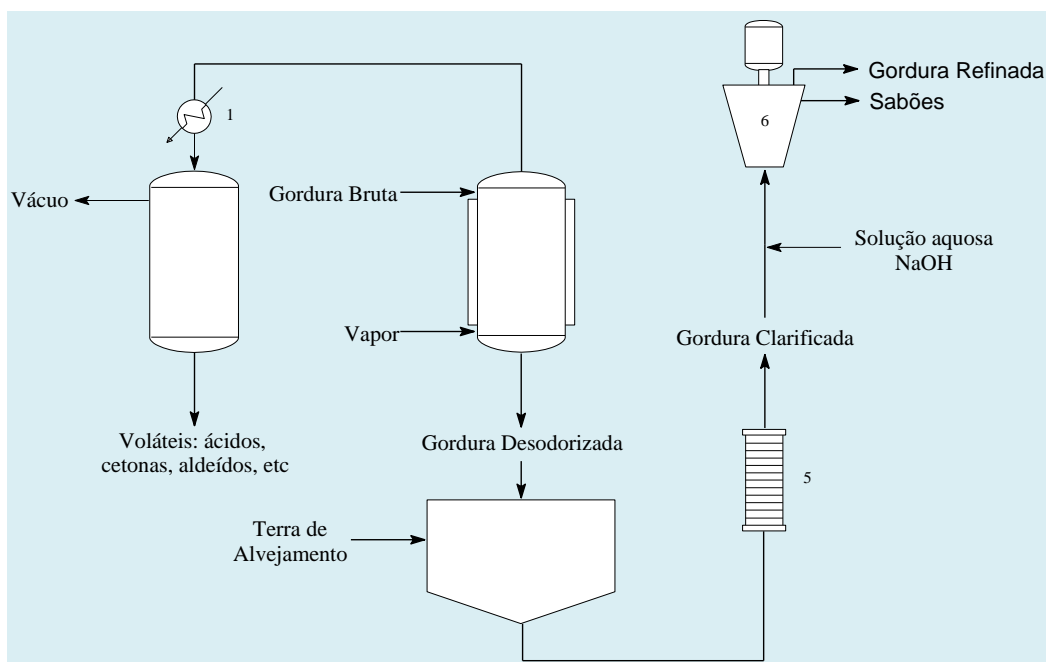 Gordura Refinada
Sabões
6
1
Vácuo
Gordura Bruta
Solução aquosa
NaOH
Vapor
Gordura Clarificada
Voláteis: ácidos,
cetonas, aldeídos, etc
Gordura Desodorizada
5
Terra de
Alvejamento